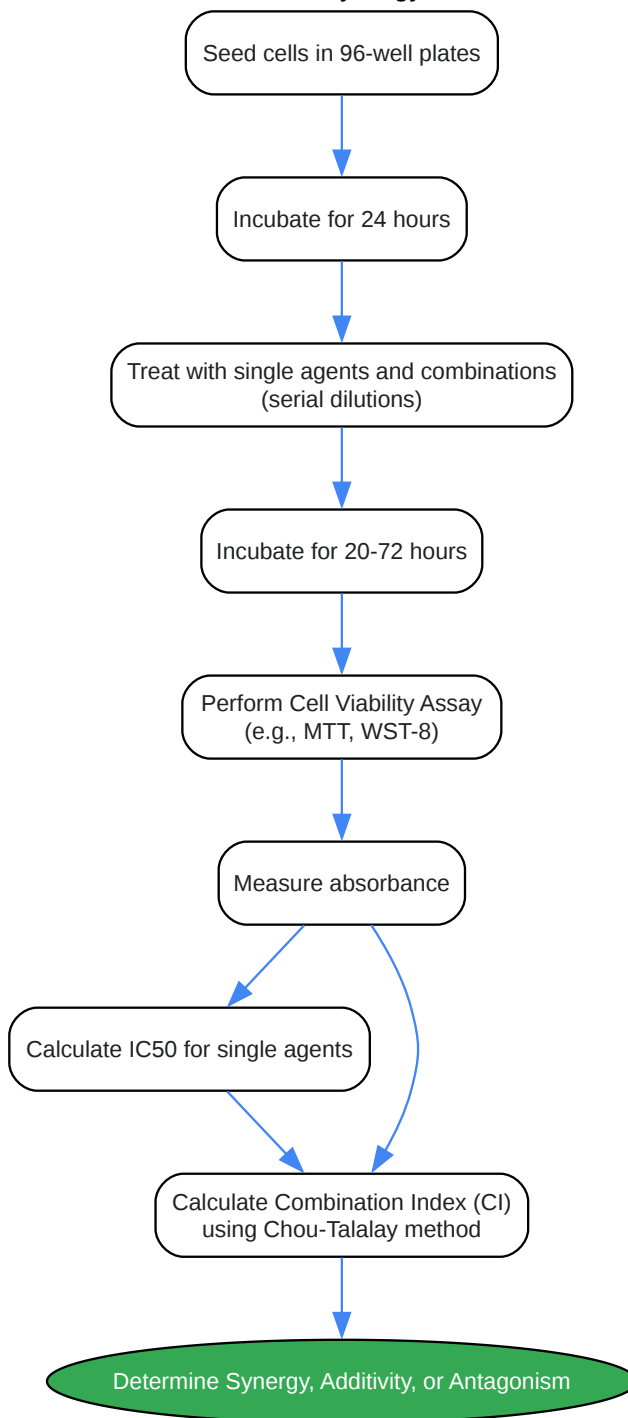 Seed cells in 96-well plates
Incubate for 24 hours
Treat with single agents and combinations
(serial dilutions)
Incubate for 20-72 hours
Perform Cell Viability Assay
(e.g., MTT, WST-8)
Measure absorbance
Calculate IC50 for single agents
Calculate Combination Index (CI)
using Chou-Talalay method
Determine Synergy, Additivity, or Antagonism